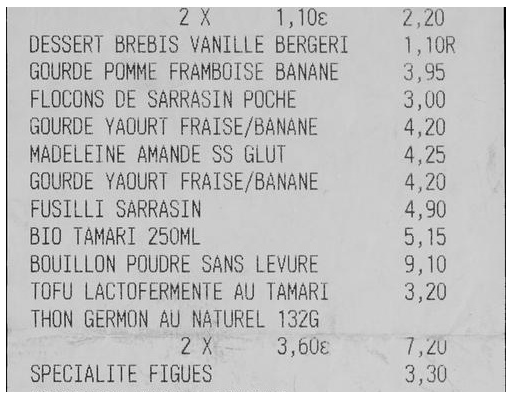 2 X 1,10€ 2,20
DESSERT BREBIS VANILLE BERGERI 1,10R
GOURDE POMME FRAMBOISE BANANE 3,95
FLOCONS DE SARRASIN POCHE 3,00
GOURDE YAOURT FRAISE/BANANE 4,20
MADELEINE AMANDE SS GLUT 4,25
GOURDE YAOURT FRAISE/BANANE 4,20
FUSILLI SARRASIN 4,90
BIO TAMARI 250ML 5,15
BOUILLON POUDRE SANS LEVURE 9,10
TOFU LACTOFERMENTE AU TAMARI 3,20
THON GERMON AU NATUREL 132G
2 X 3,60€ 7,20
SPECIALITE FIGUES 3,30